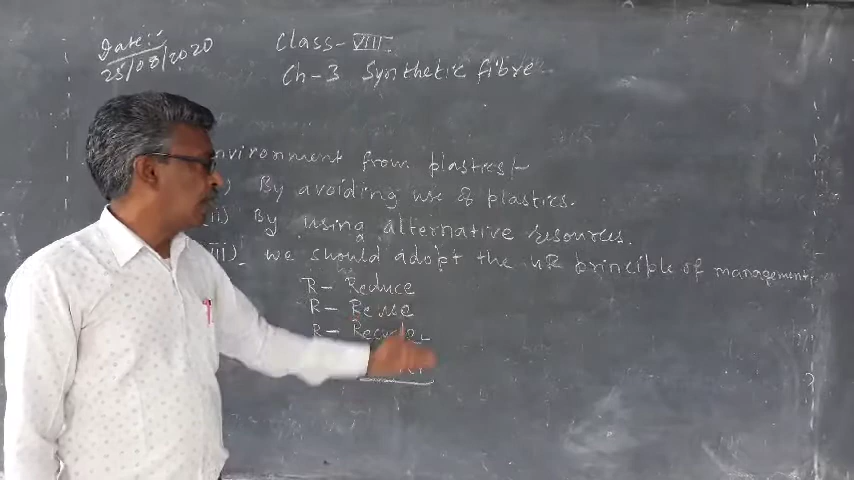 Date:-
25/08/2020
Class-VIII
Ch-3 Synthetic fibre
nvironment from plastics:-
) By avoiding use of plastics.
ii) By using alternative resources.
iii) we should adopt the 4R principle of management
R- Reduce
R- Reuse
R- Recycle